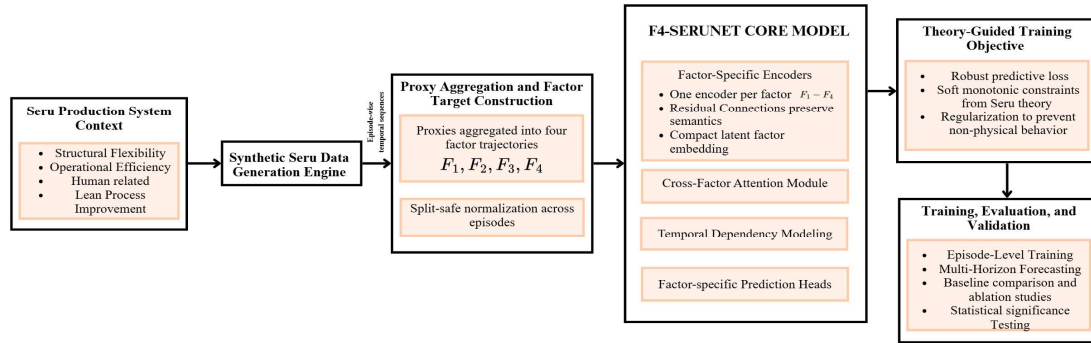 Seru Production System
Context
• Structural Flexibility
• Operational Efficiency
• Human related
• Lean Process
Improvement
Synthetic Seru Data
Generation Engine
Episode-wise
temporal sequences
Proxy Aggregation and Factor
Target Construction
Proxies aggregated into four
factor trajectories
F₁, F₂, F₃, F₄
Split-safe normalization across
episodes
F4-SERUNET CORE MODEL
Factor-Specific Encoders
• One encoder per factor F₁ − F₄
• Residual Connections preserve
semantics
• Compact latent factor
embedding
Cross-Factor Attention Module
Temporal Dependency Modeling
Factor-specific Prediction Heads
Theory-Guided Training
Objective
• Robust predictive loss
• Soft monotonic constraints
from Seru theory
• Regularization to prevent
non-physical behavior
Training, Evaluation, and
Validation
• Episode-Level Training
• Multi-Horizon Forecasting
• Baseline comparison and
ablation studies
• Statistical significance
Testing